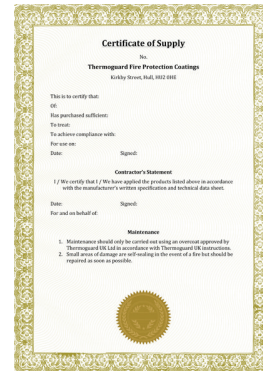 Certificate of Supply
No.
Thermoguard Fire Protection Coatings
Kirkby Street, Hull, HU2 0HE
This is to certify that:
Of:
Has purchased sufficient:
To treat:
To achieve compliance with:
For use on:
Date: Signed:
Contractor's Statement
I / We certify that I / We have applied the products listed above in accordance
with the manufacturer's written specification and technical data sheet.
Date: Signed:
For and on behalf of:
Maintenance
1. Maintenance should only be carried out using an overcoat approved by
Thermoguard UK Ltd in accordance with Thermoguard UK instructions.
2. Small areas of damage are self-sealing in the event of a fire but should be
repaired as soon as possible.